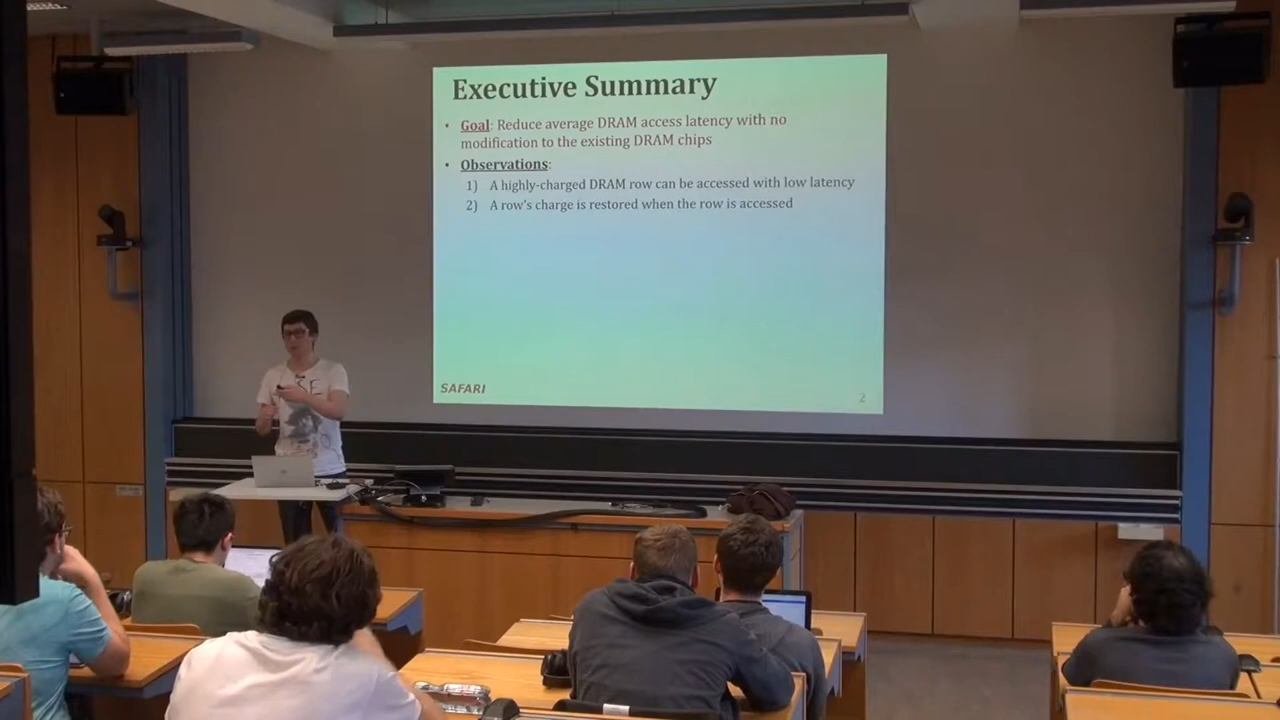 Executive Summary
• Goal: Reduce average DRAM access latency with no
modification to the existing DRAM chips
• Observations:
1) A highly-charged DRAM row can be accessed with low latency
2) A row's charge is restored when the row is accessed
SAFARI
2